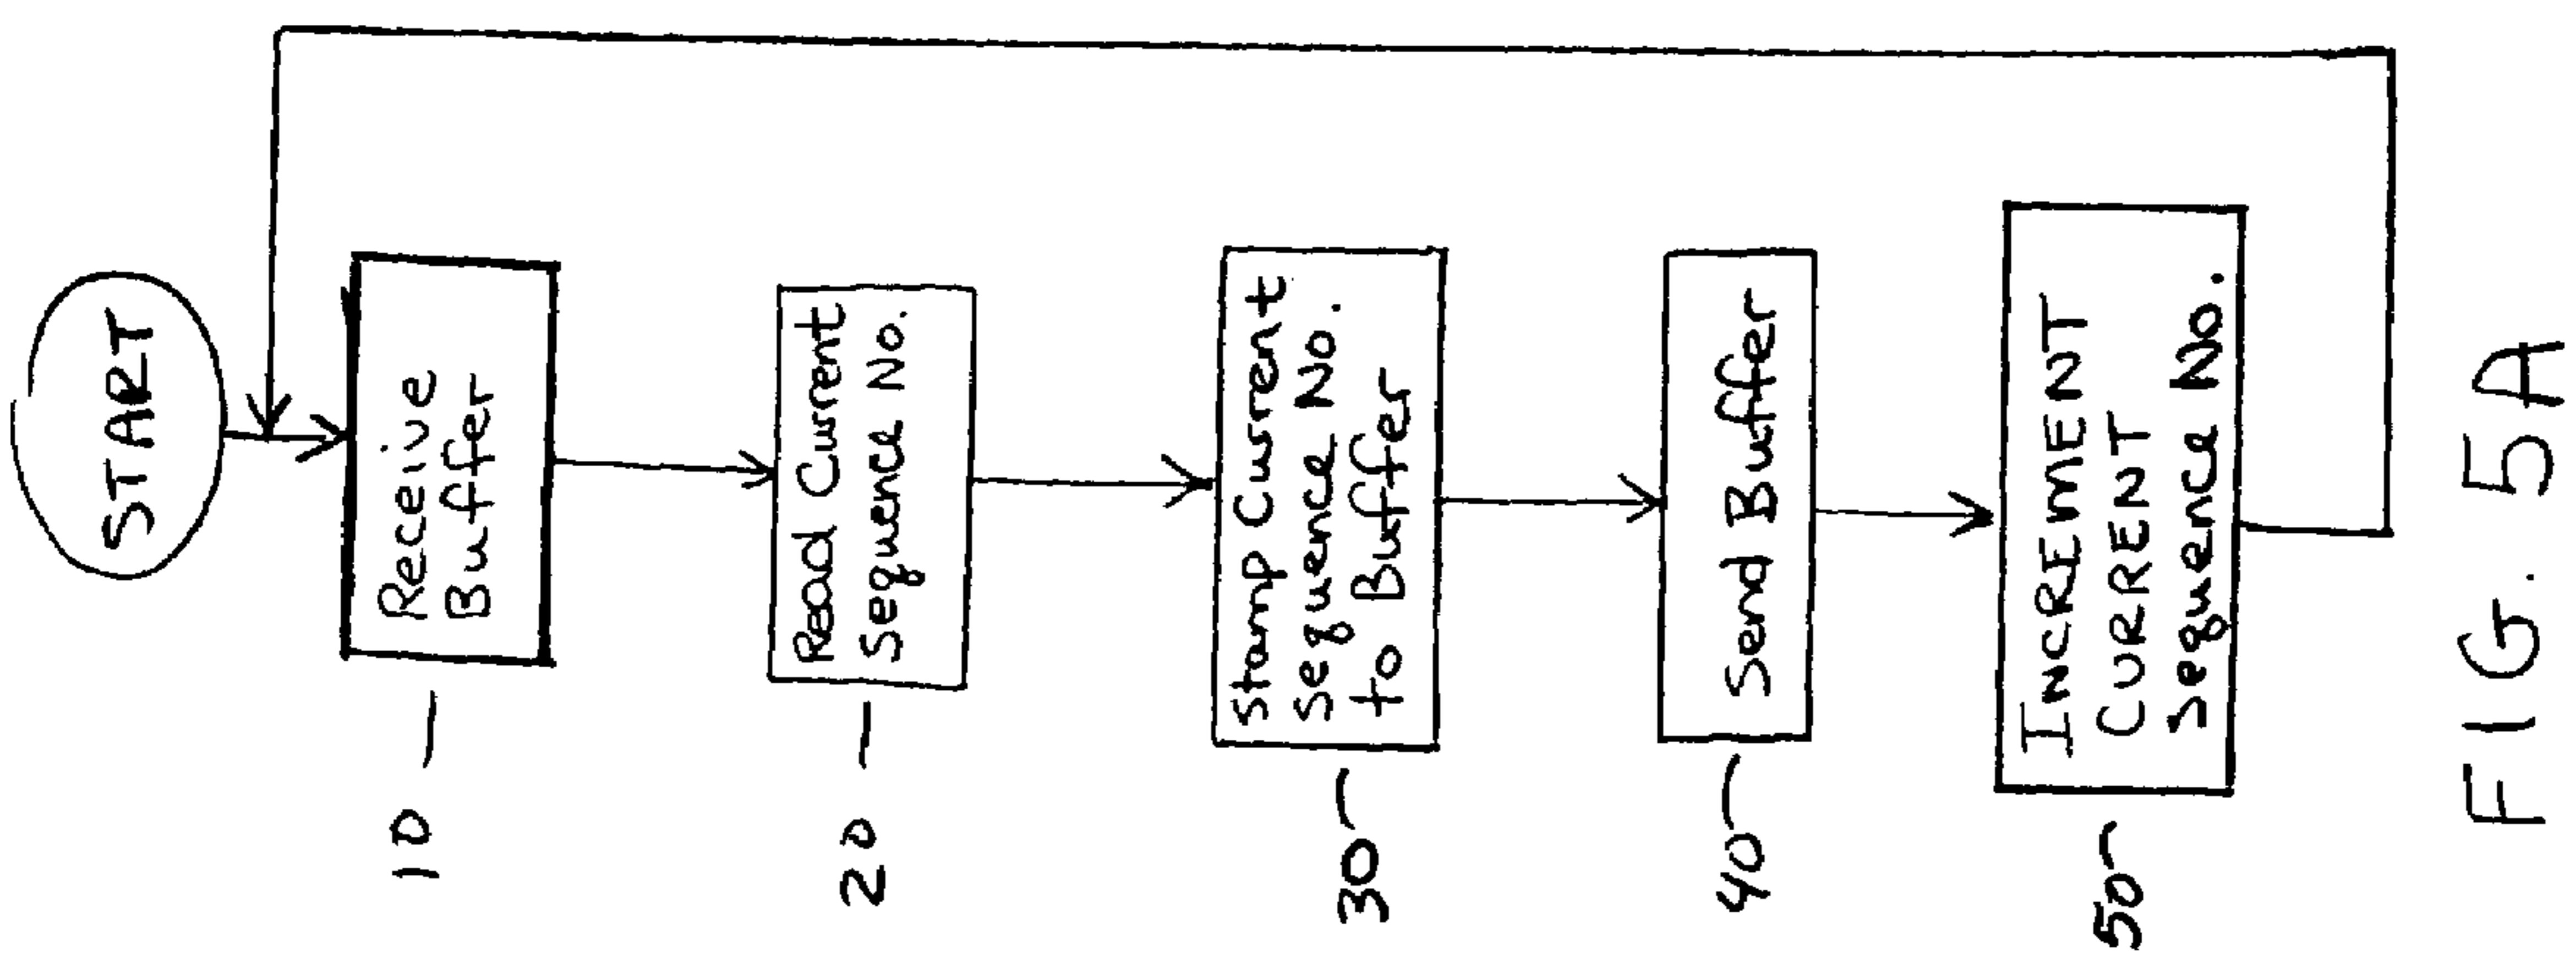 START
10
Receive
Buffer
20
Read Current
Sequence No.
30
Stamp Current
Sequence No.
to Buffer
40
Send Buffer
50
INCREMENT
CURRENT
Sequence No.
FIG. 5A